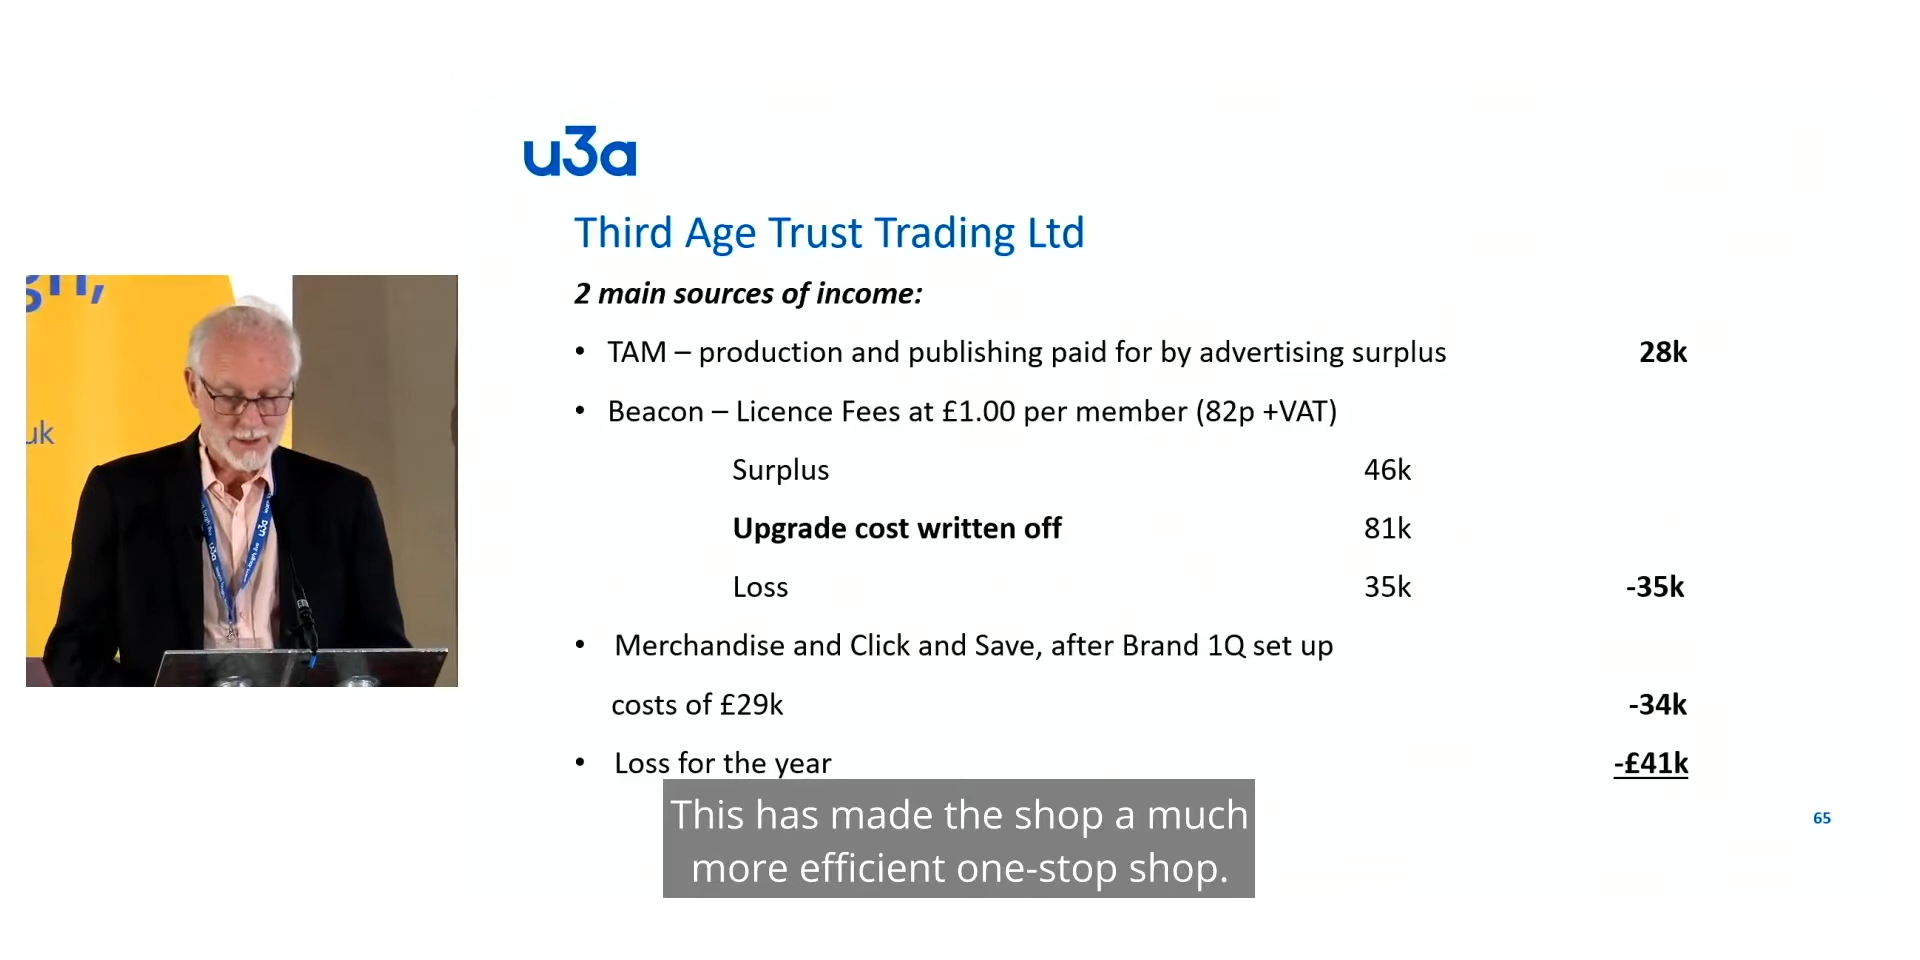 u3a
Third Age Trust Trading Ltd
2 main sources of income:
• TAM – production and publishing paid for by advertising surplus 28k
• Beacon – Licence Fees at £1.00 per member (82p +VAT)
Surplus 46k
Upgrade cost written off 81k
Loss 35k -35k
• Merchandise and Click and Save, after Brand 1Q set up
costs of £29k -34k
• Loss for the year -£41k
65
gh,
uk
u3a
This has made the shop a much
more efficient one-stop shop.